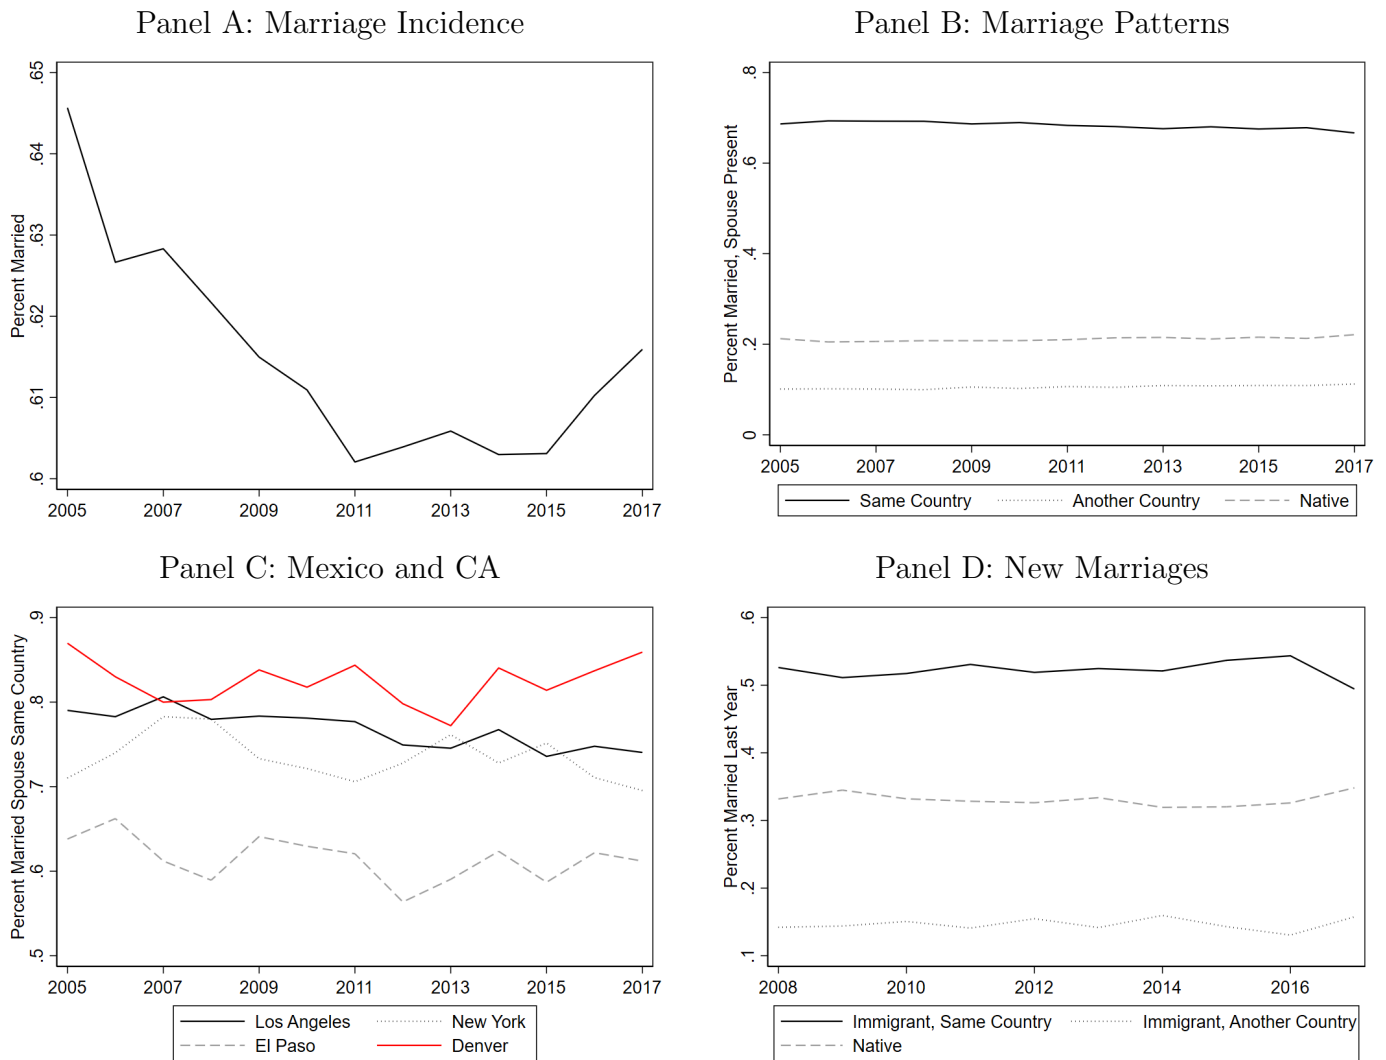 Panel A: Marriage Incidence
Percent Married
.65
.64
.63
.62
.61
.6
2005 2007 2009 2011 2013 2015 2017
Panel B: Marriage Patterns
Percent Married, Spouse Present
.8
.6
.4
.2
0
2005 2007 2009 2011 2013 2015 2017
Same Country Another Country Native
Panel C: Mexico and CA
Percent Married Spouse Same Country
.9
.8
.7
.6
.5
2005 2007 2009 2011 2013 2015 2017
Los Angeles New York
El Paso Denver
Panel D: New Marriages
Percent Married Last Year
.6
.5
.4
.3
.2
.1
2008 2010 2012 2014 2016
Immigrant, Same Country Immigrant, Another Country
Native